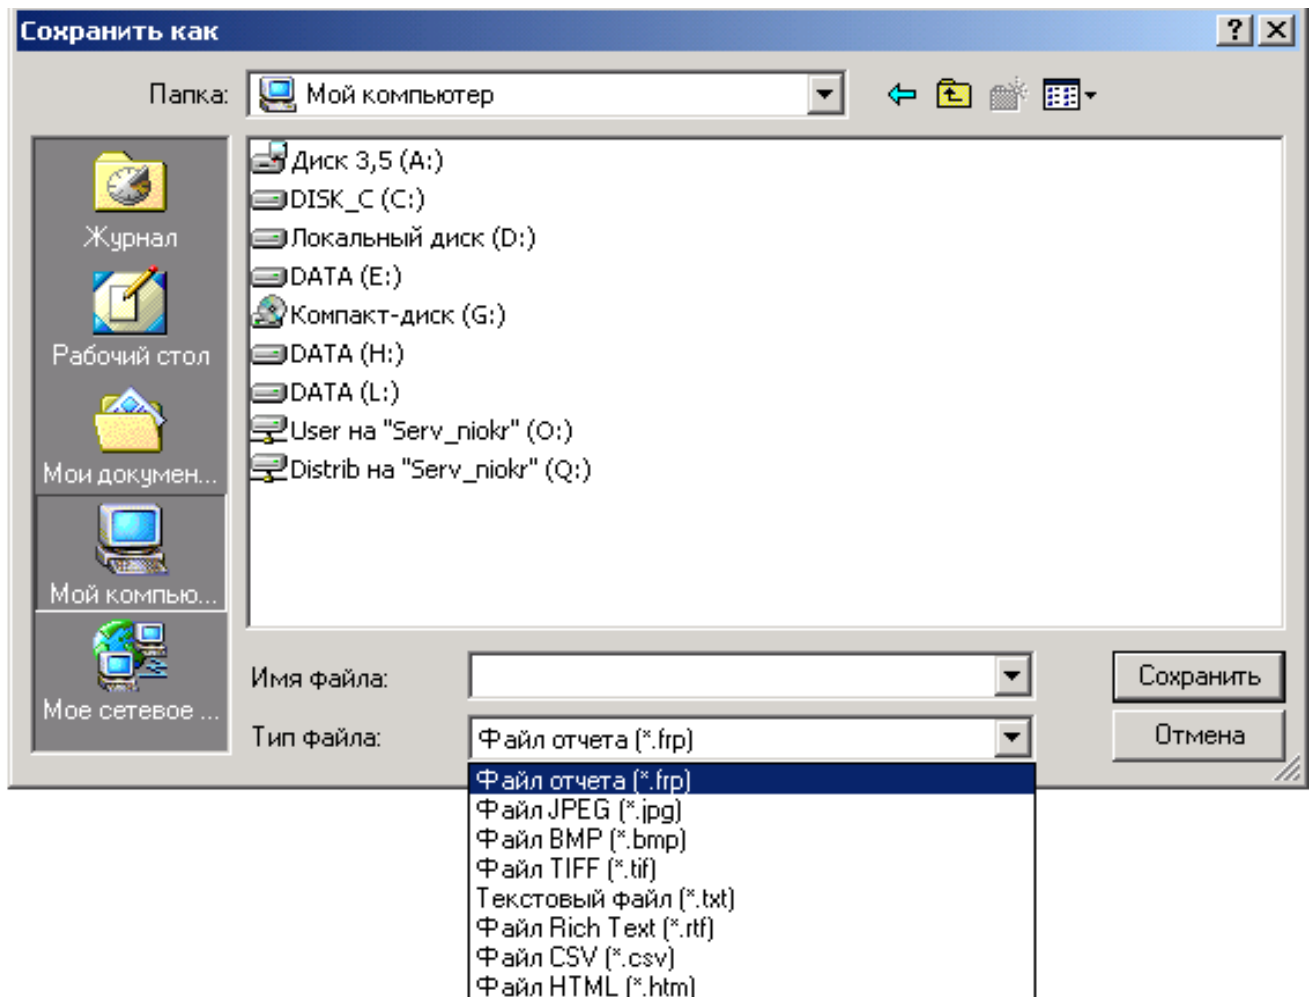 Сохранить как
Папка: Мой компьютер
Журнал
Рабочий стол
Мои докумен...
Мой компью...
Мое сетевое ...
Диск 3,5 (A:)
DISK_C (C:)
Локальный диск (D:)
DATA (E:)
Компакт-диск (G:)
DATA (H:)
DATA (L:)
User на "Serv_niokr" (O:)
Distrib на "Serv_niokr" (Q:)
Имя файла:
Сохранить
Тип файла: Файл отчета (*.frp)
Отмена
Файл отчета (*.frp)
Файл JPEG (*.jpg)
Файл BMP (*.bmp)
Файл TIFF (*.tif)
Текстовый файл (*.txt)
Файл Rich Text (*.rtf)
Файл CSV (*.csv)
Файл HTML (*.htm)